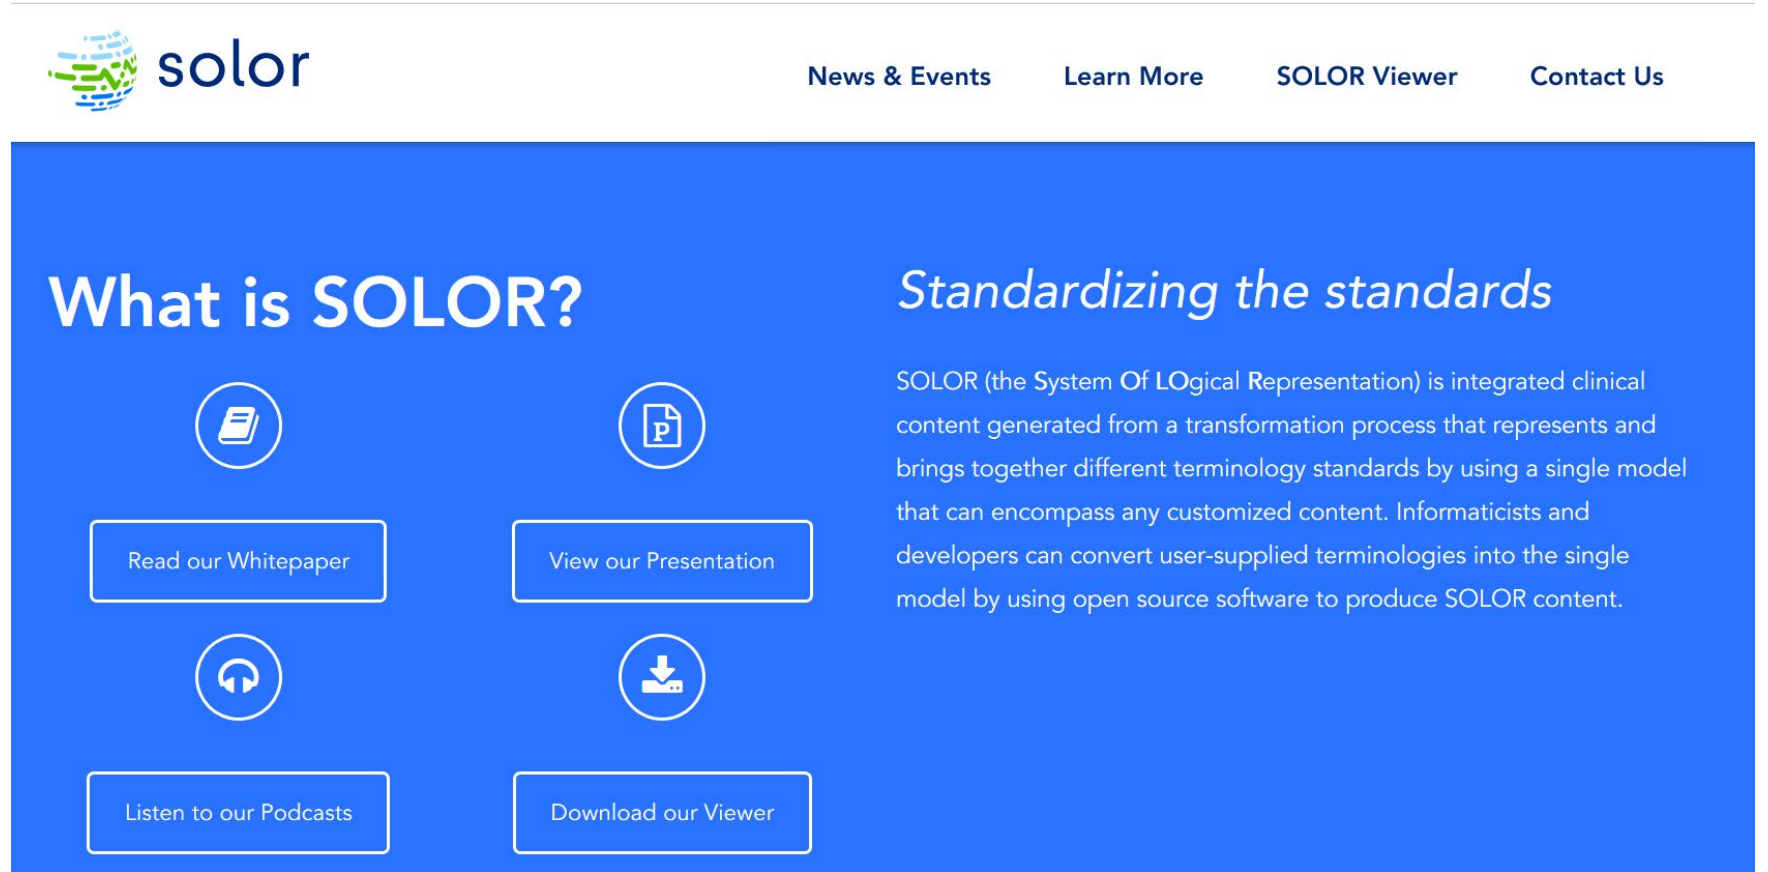 solor
News & Events
Learn More
SOLOR Viewer
Contact Us
What is SOLOR?
P
Read our Whitepaper
View our Presentation
Listen to our Podcasts
Download our Viewer
Standardizing the standards
SOLOR (the System Of LOgical Representation) is integrated clinical
content generated from a transformation process that represents and
brings together different terminology standards by using a single model
that can encompass any customized content. Informaticists and
developers can convert user-supplied terminologies into the single
model by using open source software to produce SOLOR content.